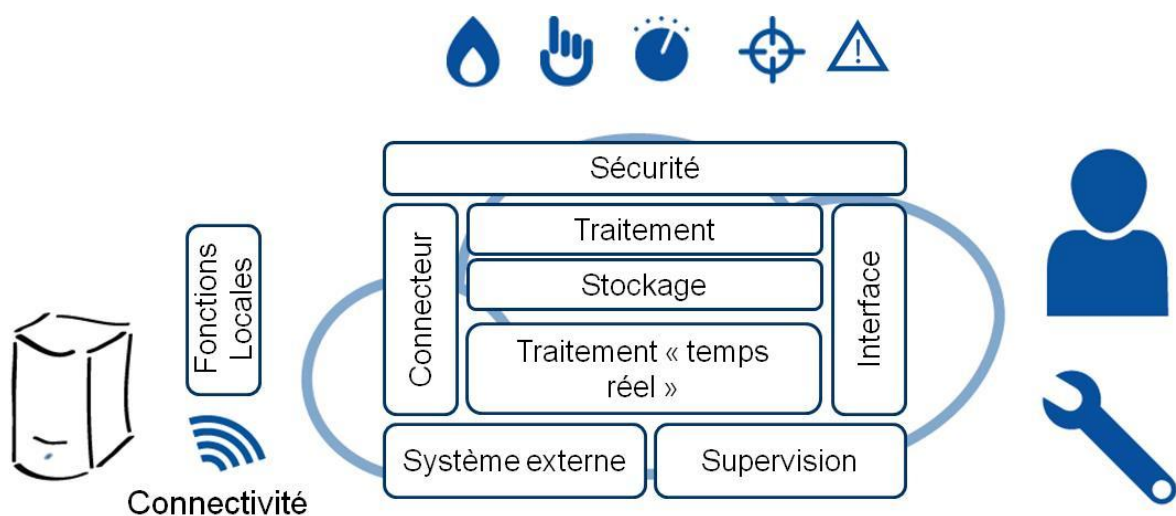 Sécurité
Fonctions
Locales
Connecteur
Traitement
Stockage
Traitement « temps
réel »
Interface
Système externe
Supervision
Connectivité